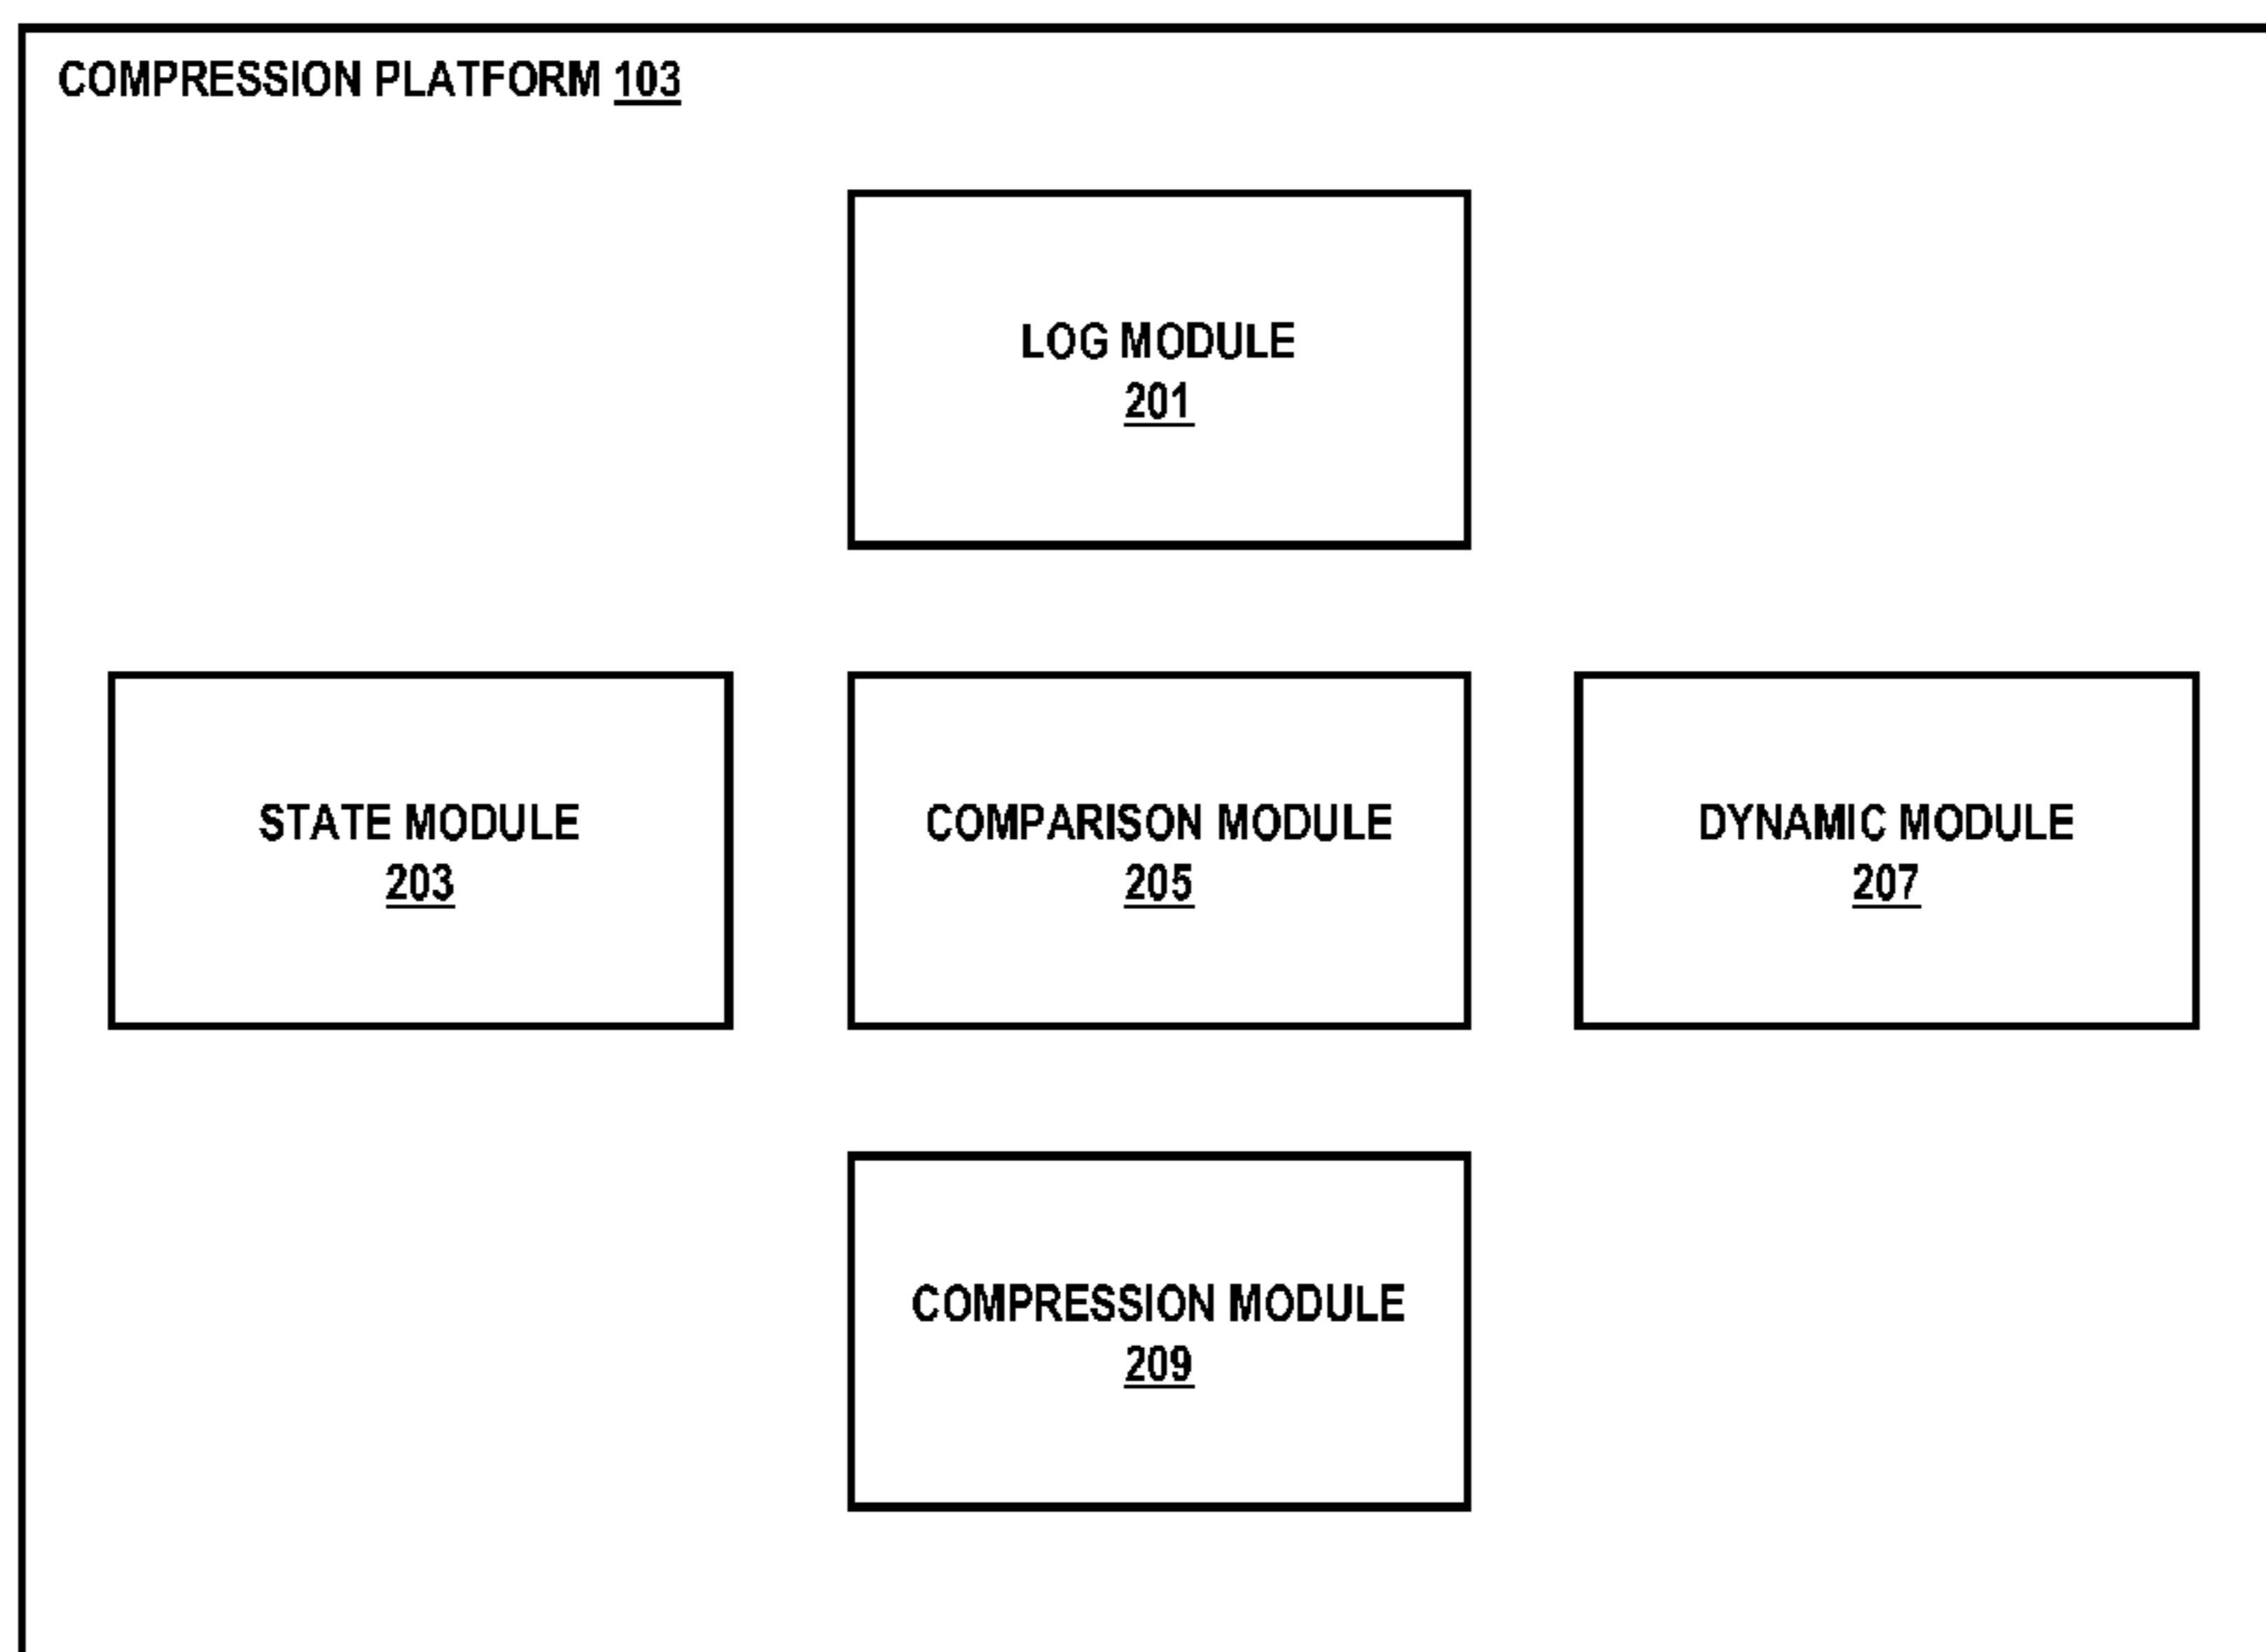 COMPRESSION PLATFORM 103
LOG MODULE
201
STATE MODULE
203
COMPARISON MODULE
205
DYNAMIC MODULE
207
COMPRESSION MODULE
209